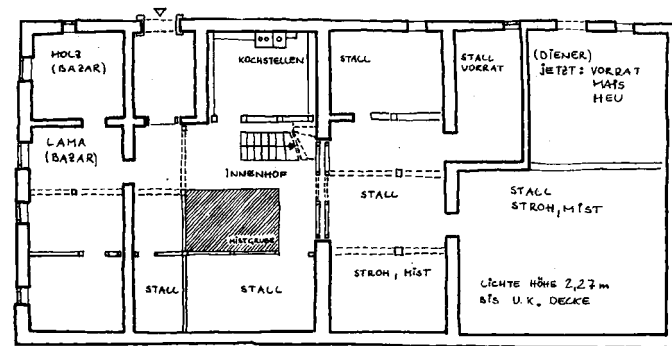 HOLZ
(BAZAR)
KOCHSTELLEN
STALL
STALL
VORRAT
(DIENER)
JETZT: VORRAT
MAIS
HEU
LAMA
(BAZAR)
INNENHOF
STALL
STALL
STROH, MIST
MISTGRUBE
STALL
STALL
STROH, MIST
LICHTE HÖHE 2,27 m
BIS U.K. DECKE